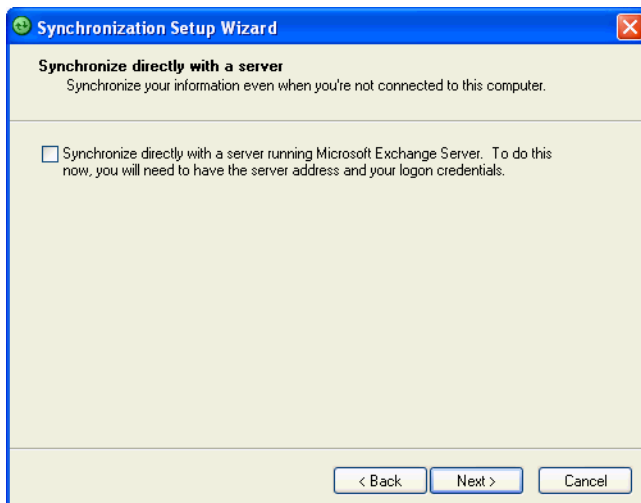 Synchronization Setup Wizard
Synchronize directly with a server
Synchronize your information even when you're not connected to this computer.
Synchronize directly with a server running Microsoft Exchange Server. To do this
now, you will need to have the server address and your logon credentials.
< Back
Next >
Cancel